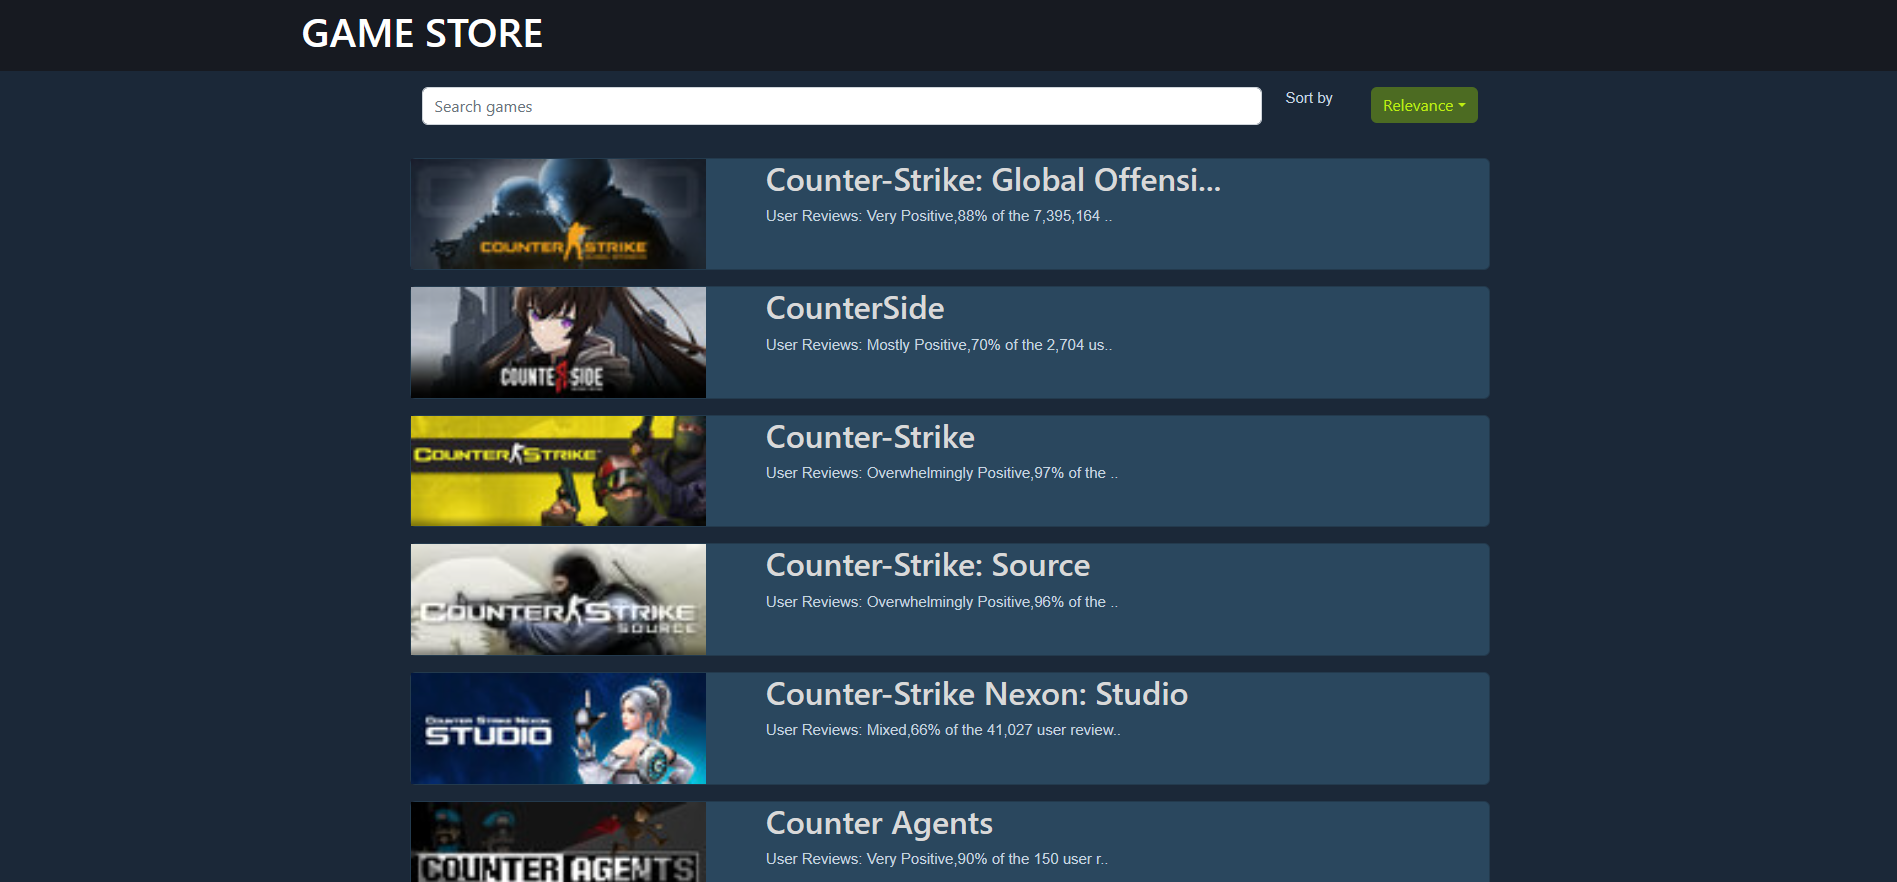 GAME STORE
Search games
Sort by
Relevance
Counter-Strike: Global Offensi...
User Reviews: Very Positive,88% of the 7,395,164 ..
COUNTER STRIKE
GLOBAL OFFENSIVE
CounterSide
User Reviews: Mostly Positive,70% of the 2,704 us..
COUNTERSIDE
Counter-Strike
User Reviews: Overwhelmingly Positive,97% of the ..
COUNTER STRIKE
Counter-Strike: Source
User Reviews: Overwhelmingly Positive,96% of the ..
COUNTER STRIKE
SOURCE
Counter-Strike Nexon: Studio
User Reviews: Mixed,66% of the 41,027 user review..
COUNTER STRIKE NEXON
STUDIO
Counter Agents
User Reviews: Very Positive,90% of the 150 user r..
COUNTER AGENTS